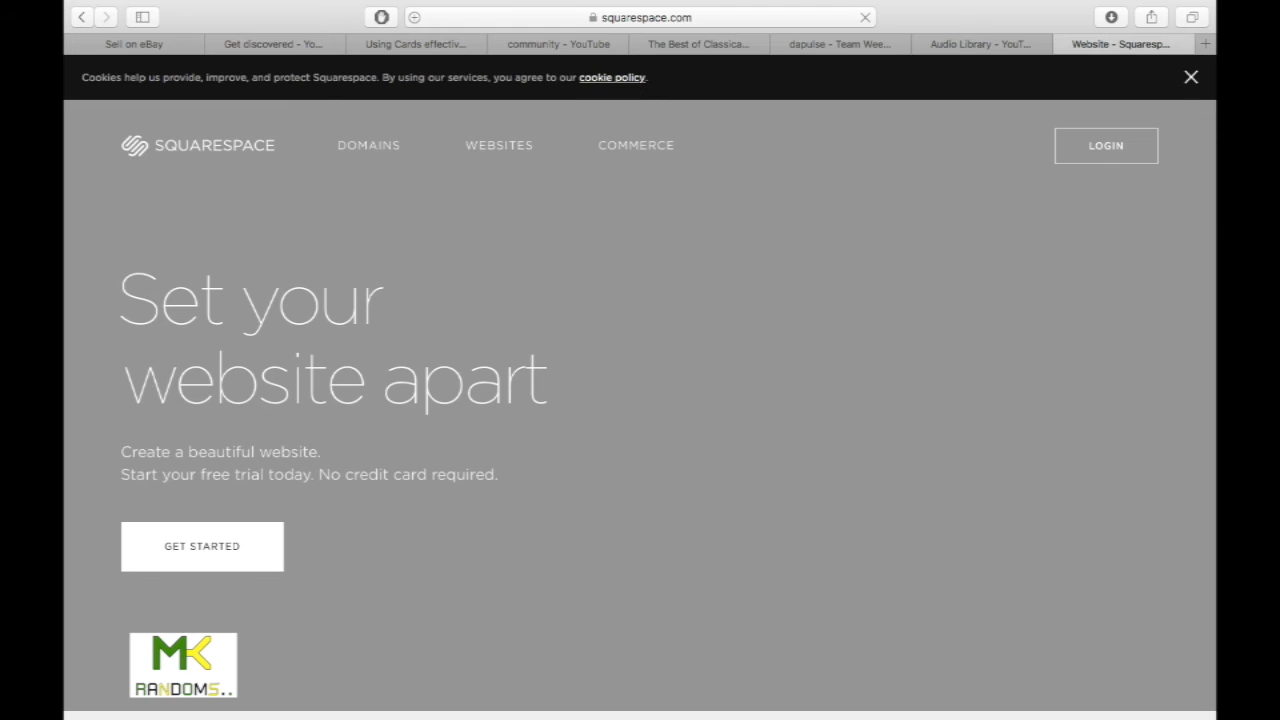 squarespace.com
Sell on eBay
Get discovered - Yo...
Using Cards effectiv...
community - YouTube
The Best of Classica...
dapulse - Team Wee...
Audio Library - YouT...
Website - Squaresp...
Cookies help us provide, improve, and protect Squarespace. By using our services, you agree to our cookie policy.
SQUARESPACE
DOMAINS
WEBSITES
COMMERCE
LOGIN
Set your
website apart
Create a beautiful website.
Start your free trial today. No credit card required.
GET STARTED
MK
RANDOMS..